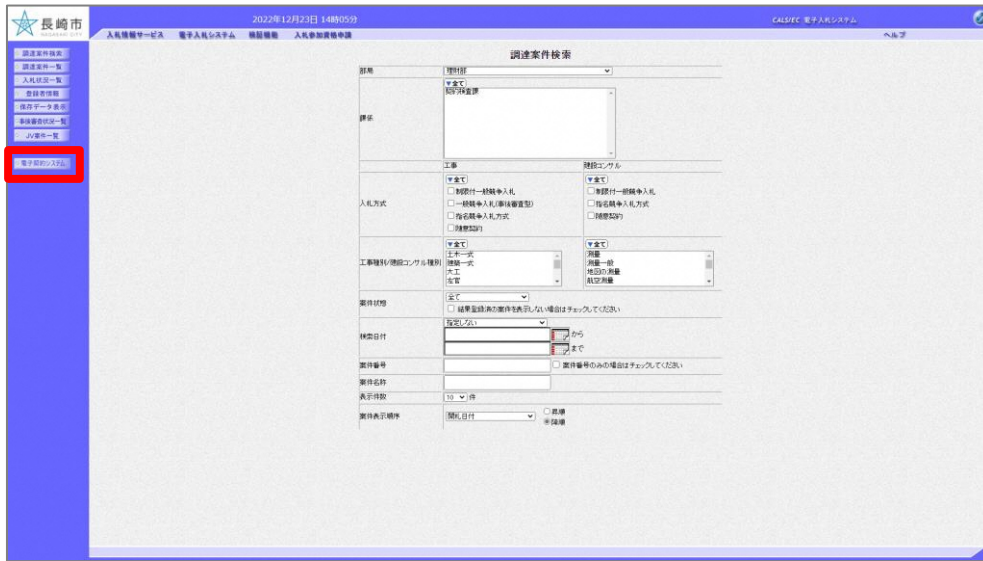 長崎市
NAGASAKI CITY
2022年12月23日 14時05分
CALS/EC 電子入札システム
入札情報サービス 電子入札システム 検証機能 入札参加資格申請
ヘルプ
調達案件検索
調達案件一覧
入札状況一覧
登録者情報
保存データ表示
事後審査状況一覧
JV案件一覧
電子契約システム
調達案件検索
部局 理財部
▼全て
契約検査課
課係
工事 建設コンサル
▼全て ▼全て
制限付一般競争入札 制限付一般競争入札
入札方式 一般競争入札(事後審査型) 指名競争入札方式
指名競争入札方式 随意契約
随意契約
▼全て ▼全て
土木一式 測量
工事種別/建設コンサル種別 建築一式 測量一般
大工 地図の調製
左官 航空測量
案件状態 全て
結果登録済の案件を表示しない場合はチェックしてください
指定しない
検索日付 から
まで
案件番号 案件番号のみの場合はチェックしてください
案件名称
表示件数 10 件
案件表示順序 開札日付 昇順
降順